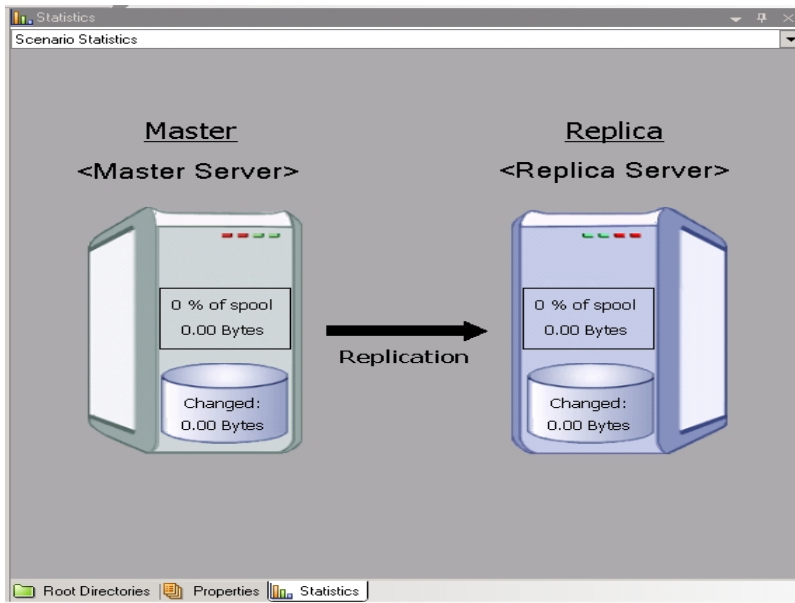 Statistics
Scenario Statistics
Master
Replica
<Master Server>
<Replica Server>
0 % of spool
0.00 Bytes
0 % of spool
0.00 Bytes
Replication
Changed:
0.00 Bytes
Changed:
0.00 Bytes
Root Directories
Properties
Statistics